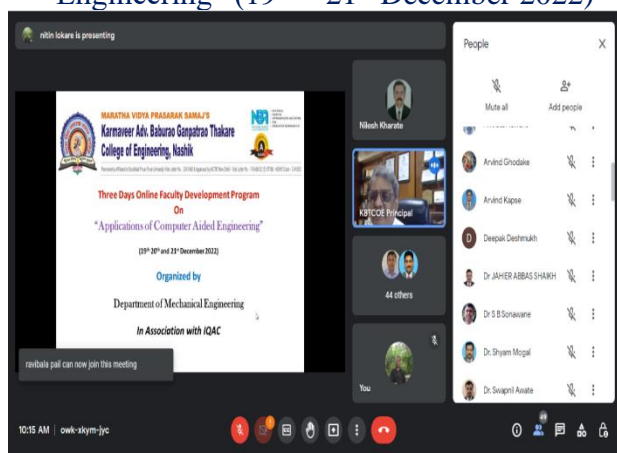 Engineering" (19 21 December 2022)
nitin lokare is presenting
MARATHA VIDYA PRASARAK SAMAJ'S
Karmaveer Adv. Baburao Ganpatrao Thakare
College of Engineering, Nashik
Three Days Online Faculty Development Program
On
"Applications of Computer Aided Engineering"
(19th 20th and 21st December 2022)
Organized by
Department of Mechanical Engineering
In Association with IQAC
ravibala pail can now join this meeting
Nilesh Kharate
KBTCOE Principal
44 others
You
People
Mute all
Add people
Arvind Ghodake
Arvind Kapse
D
Deepak Deshmukh
Dr JAHIER ABBAS SHAIKH
Dr S B Sonawane
Dr. Shyam Mogal
Dr. Swapnil Awate
10:15 AM | owk-xkym-jyc
49